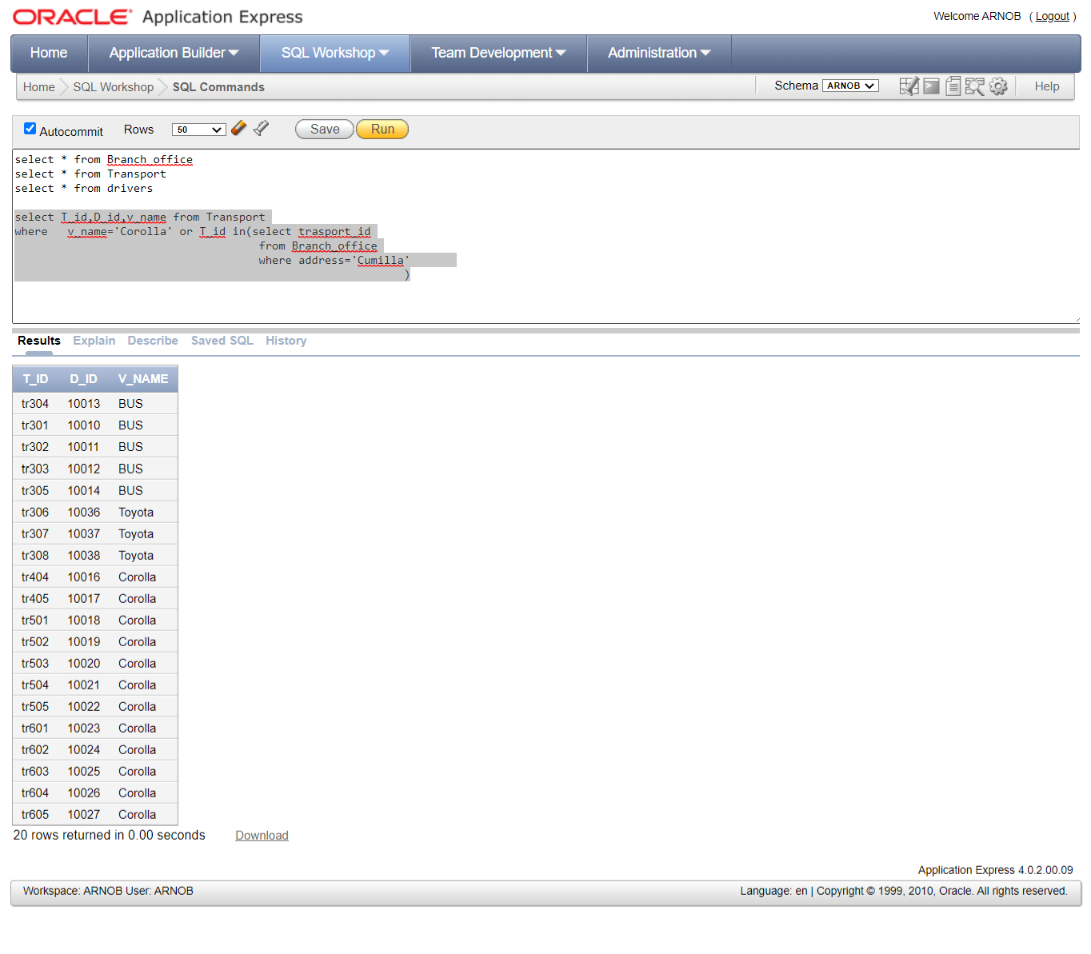 ORACLE® Application Express
Welcome ARNOB ( Logout )
Home Application Builder SQL Workshop Team Development Administration
Home SQL Workshop SQL Commands Schema ARNOB Help
Autocommit Rows 50 Save Run
select * from Branch_office
select * from Transport
select * from drivers
select T_id,D_id,v_name from Transport
where v_name='Corolla' or T_id in(select trasport_id
from Branch_office
where address='Cumilla'
)
Results Explain Describe Saved SQL History
T_ID D_ID V_NAME
tr304 10013 BUS
tr301 10010 BUS
tr302 10011 BUS
tr303 10012 BUS
tr305 10014 BUS
tr306 10036 Toyota
tr307 10037 Toyota
tr308 10038 Toyota
tr404 10016 Corolla
tr405 10017 Corolla
tr501 10018 Corolla
tr502 10019 Corolla
tr503 10020 Corolla
tr504 10021 Corolla
tr505 10022 Corolla
tr601 10023 Corolla
tr602 10024 Corolla
tr603 10025 Corolla
tr604 10026 Corolla
tr605 10027 Corolla
20 rows returned in 0.00 seconds Download
Application Express 4.0.2.00.09
Workspace: ARNOB User: ARNOB Language: en | Copyright © 1999, 2010, Oracle. All rights reserved.